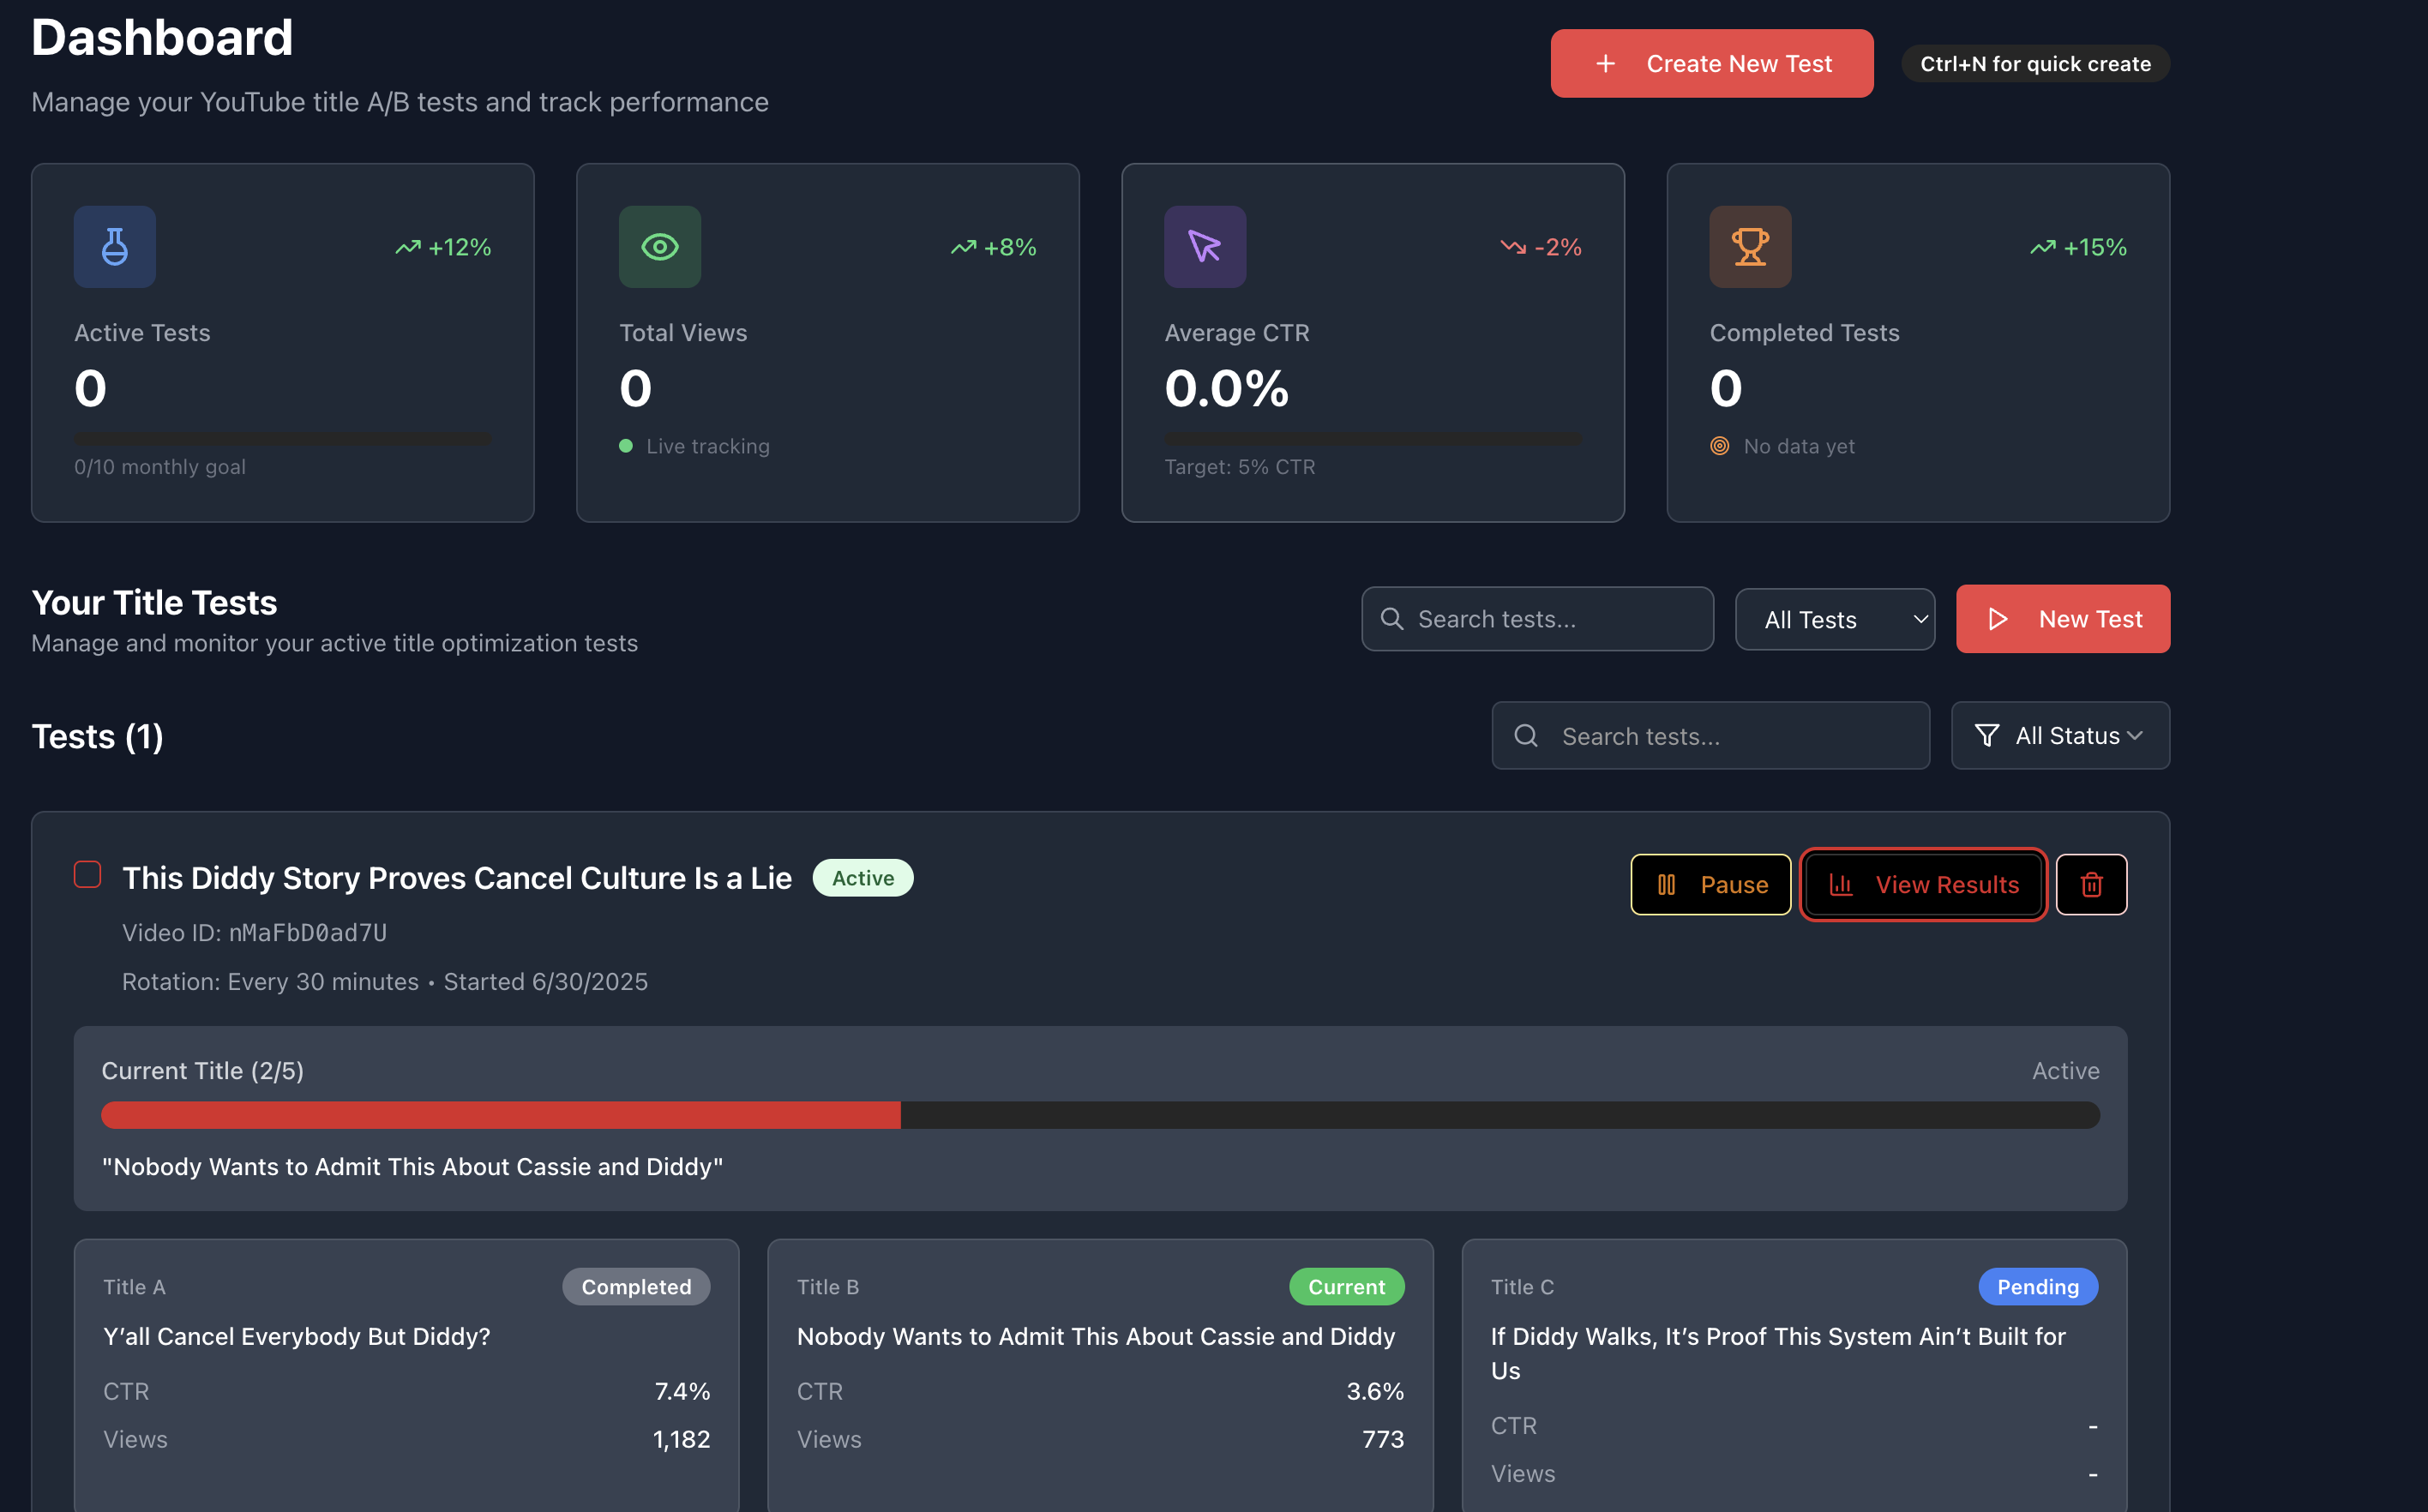 Dashboard
Manage your YouTube title A/B tests and track performance
Create New Test
Ctrl+N for quick create
+12%
Active Tests
0
0/10 monthly goal
+8%
Total Views
0
Live tracking
-2%
Average CTR
0.0%
Target: 5% CTR
+15%
Completed Tests
0
No data yet
Your Title Tests
Manage and monitor your active title optimization tests
Search tests...
All Tests
New Test
Tests (1)
Search tests...
All Status
This Diddy Story Proves Cancel Culture Is a Lie
Active
Pause
View Results
Video ID: nMaFbD0ad7U
Rotation: Every 30 minutes • Started 6/30/2025
Current Title (2/5)
Active
"Nobody Wants to Admit This About Cassie and Diddy"
Title A
Completed
Y’all Cancel Everybody But Diddy?
CTR 7.4%
Views 1,182
Title B
Current
Nobody Wants to Admit This About Cassie and Diddy
CTR 3.6%
Views 773
Title C
Pending
If Diddy Walks, It’s Proof This System Ain’t Built for
Us
CTR -
Views -